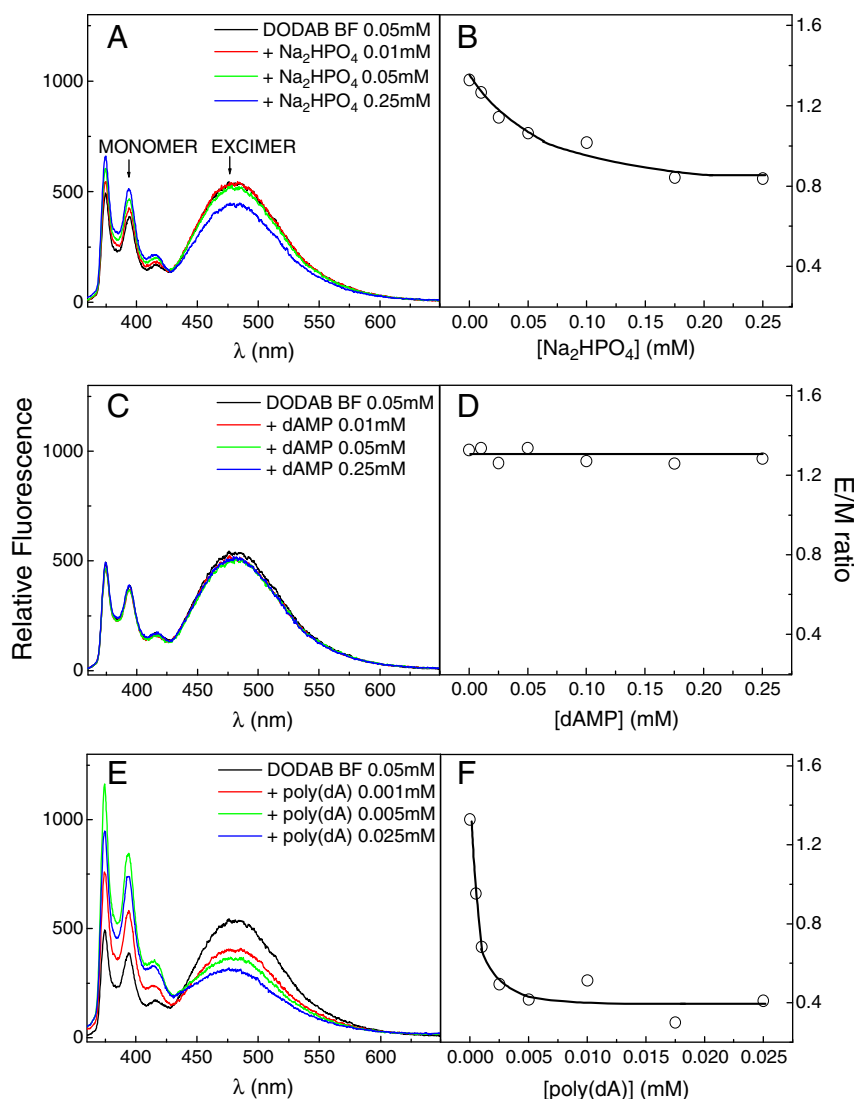 A
DODAB BF 0.05mM
+ Na₂HPO₄ 0.01mM
+ Na₂HPO₄ 0.05mM
+ Na₂HPO₄ 0.25mM
MONOMER EXCIMER
1000
500
0
400 450 500 550 600
λ (nm)
B
1.6
1.2
0.8
0.4
0.00 0.05 0.10 0.15 0.20 0.25
[Na₂HPO₄] (mM)
C
DODAB BF 0.05mM
+ dAMP 0.01mM
+ dAMP 0.05mM
+ dAMP 0.25mM
1000
500
0
400 450 500 550 600
λ (nm)
Relative Fluorescence
D
1.6
1.2
0.8
0.4
0.00 0.05 0.10 0.15 0.20 0.25
[dAMP] (mM)
E/M ratio
E
DODAB BF 0.05mM
+ poly(dA) 0.001mM
+ poly(dA) 0.005mM
+ poly(dA) 0.025mM
1000
500
0
400 450 500 550 600
λ (nm)
F
1.6
1.2
0.8
0.4
0.000 0.005 0.010 0.015 0.020 0.025
[poly(dA)] (mM)